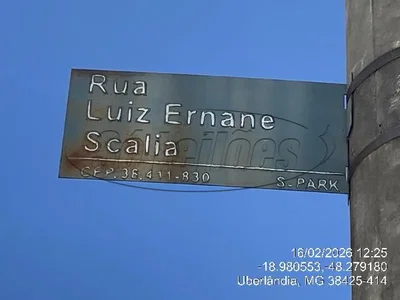 Rua
Luiz Ernane
Scalia
CEP. 38.411-830 S-PARK
16/02/2026 12:25
-18.980553,-48.279180
Uberlândia, MG 38425-414